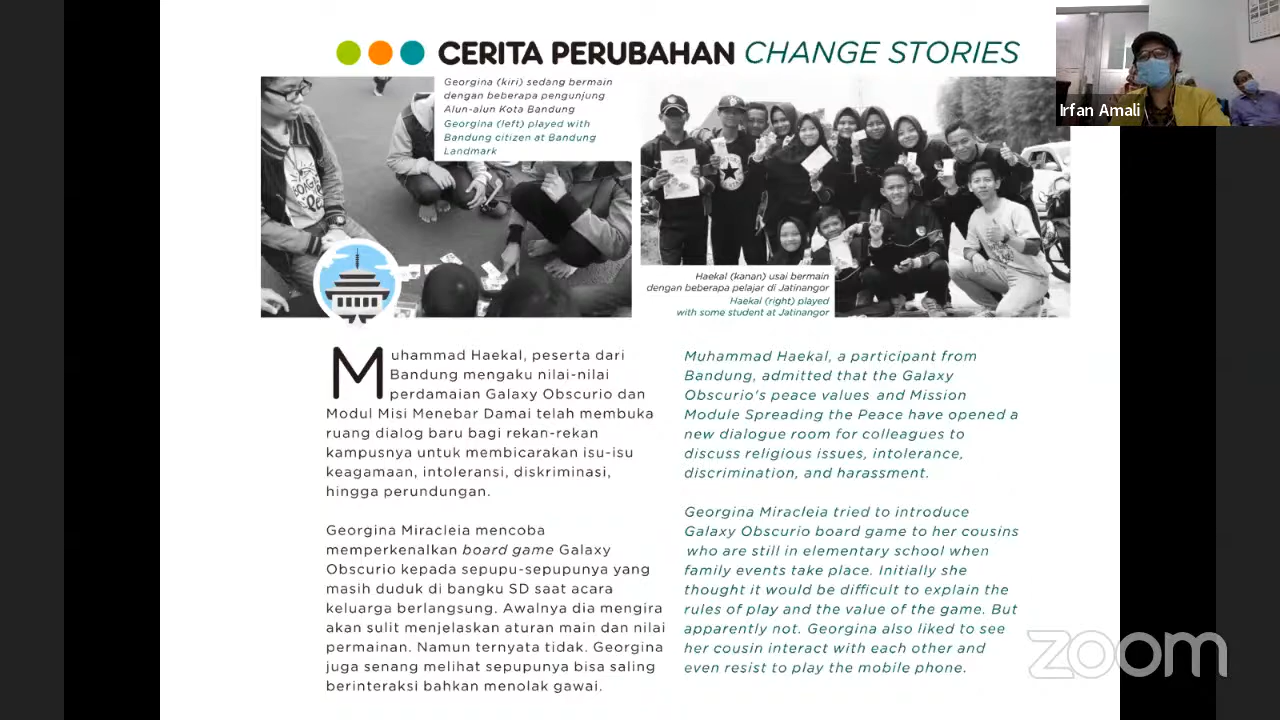 CERITA PERUBAHAN CHANGE STORIES
Georgina (kiri) sedang bermain
dengan beberapa pengunjung
Alun-alun Kota Bandung
Georgina (left) played with
Bandung citizen at Bandung
Landmark
Haekal (kanan) usai bermain
dengan beberapa pelajar di Jatinangor
Haekal (right) played
with some student at Jatinangor
Irfan Amali
Muhammad Haekal, peserta dari
Bandung mengaku nilai-nilai
perdamaian Galaxy Obscurio dan
Modul Misi Menebar Damai telah membuka
ruang dialog baru bagi rekan-rekan
kampusnya untuk membicarakan isu-isu
keagamaan, intoleransi, diskriminasi,
hingga perundungan.
Georgina Miracleia mencoba
memperkenalkan board game Galaxy
Obscurio kepada sepupu-sepupunya yang
masih duduk di bangku SD saat acara
keluarga berlangsung. Awalnya dia mengira
akan sulit menjelaskan aturan main dan nilai
permainan. Namun ternyata tidak. Georgina
juga senang melihat sepupunya bisa saling
berinteraksi bahkan menolak gawai.
Muhammad Haekal, a participant from
Bandung, admitted that the Galaxy
Obscurio's peace values and Mission
Module Spreading the Peace have opened a
new dialogue room for colleagues to
discuss religious issues, intolerance,
discrimination, and harassment.
Georgina Miracleia tried to introduce
Galaxy Obscurio board game to her cousins
who are still in elementary school when
family events take place. Initially she
thought it would be difficult to explain the
rules of play and the value of the game. But
apparently not. Georgina also liked to see
her cousin interact with each other and
even resist to play the mobile phone.
zoom